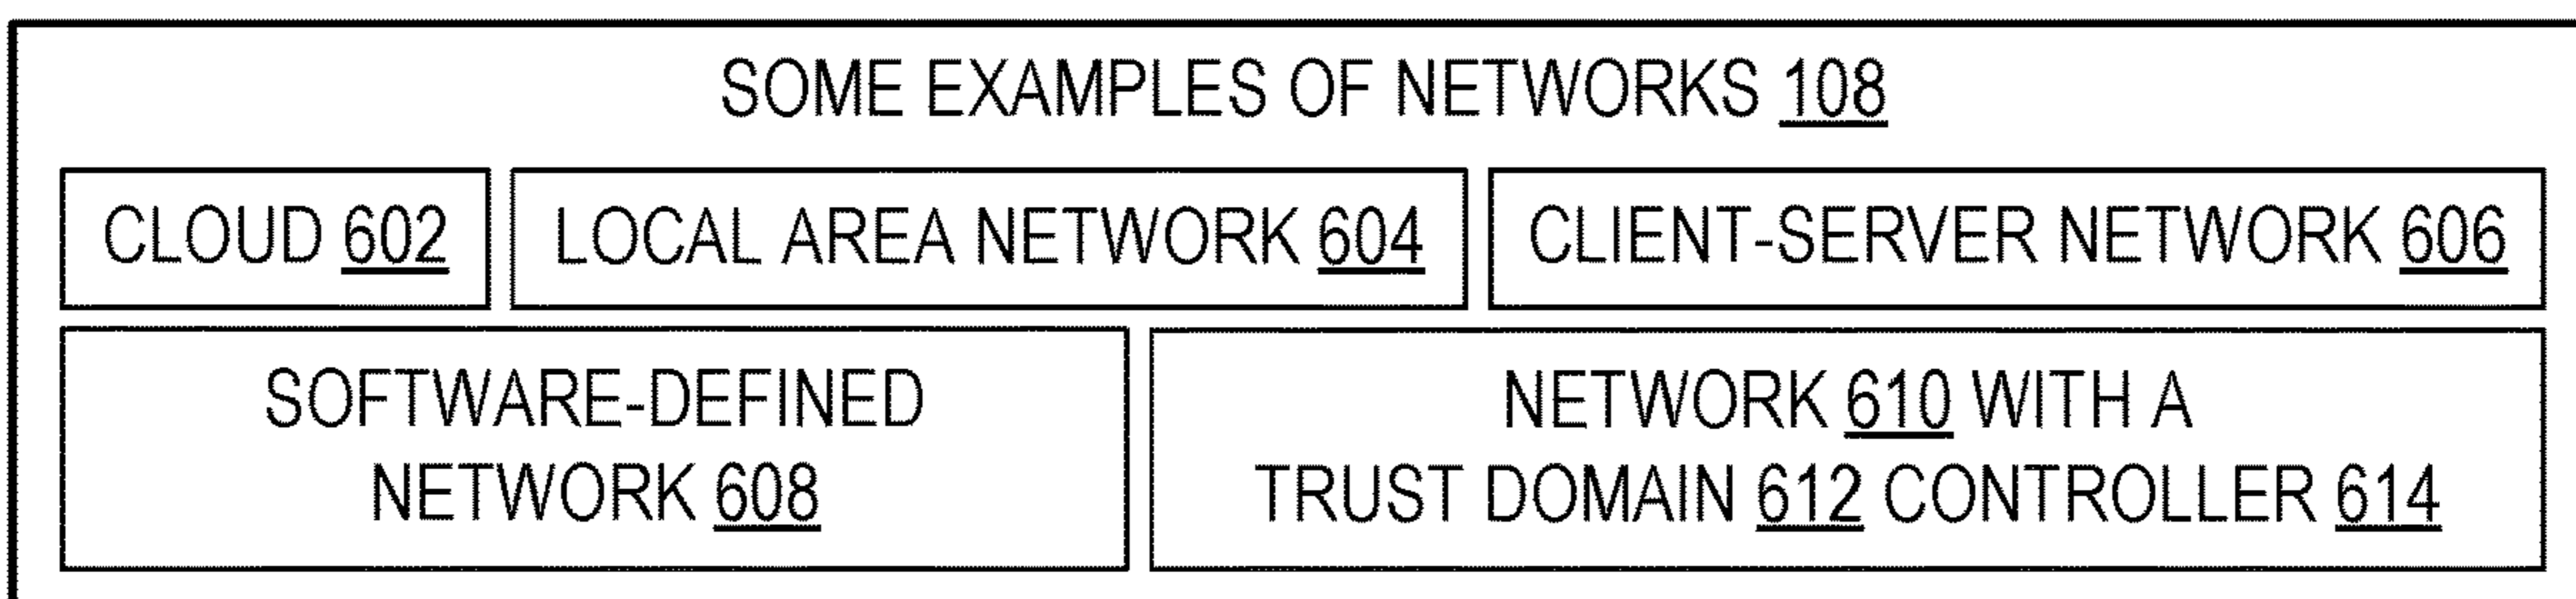 SOME EXAMPLES OF NETWORKS 108
CLOUD 602
LOCAL AREA NETWORK 604
CLIENT-SERVER NETWORK 606
SOFTWARE-DEFINED
NETWORK 608
NETWORK 610 WITH A
TRUST DOMAIN 612 CONTROLLER 614